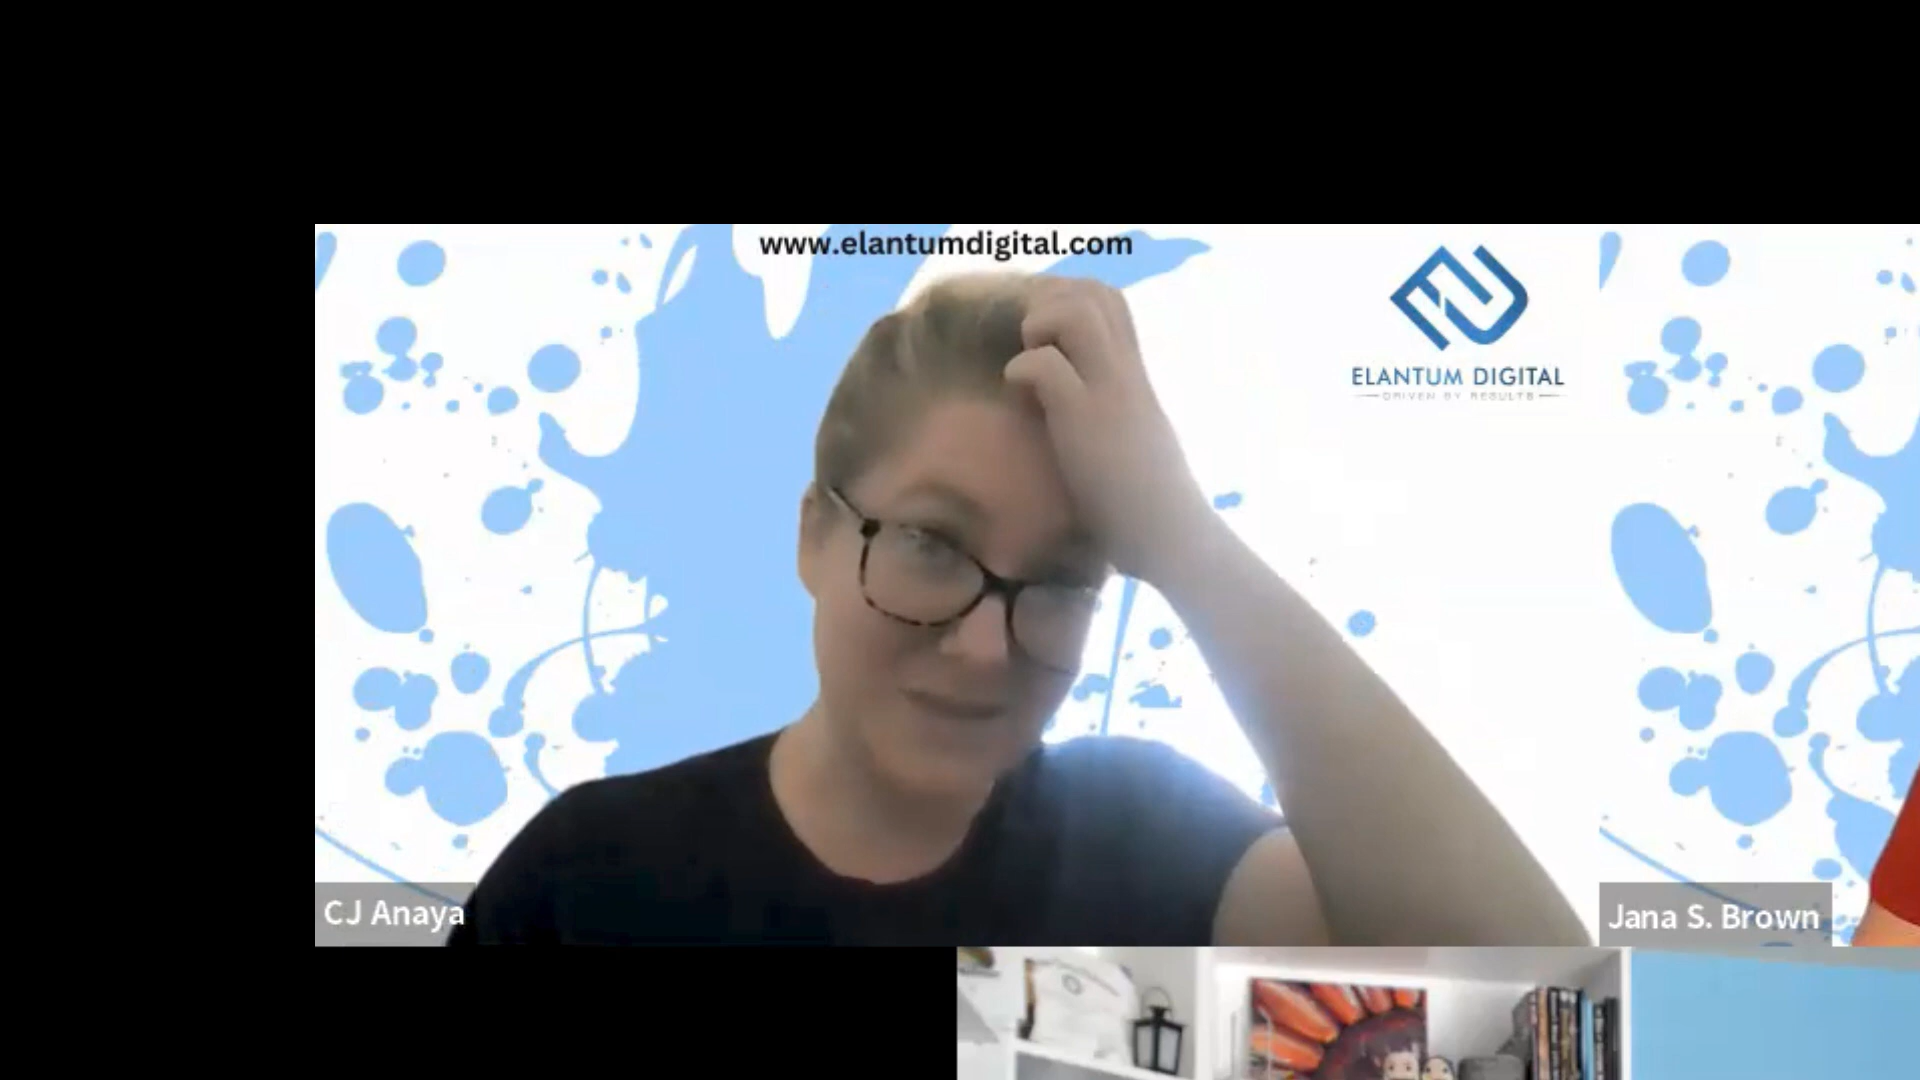 www.elantumdigital.com
ELANTUM DIGITAL
DRIVEN BY RESULTS
CJ Anaya
Jana S. Brown